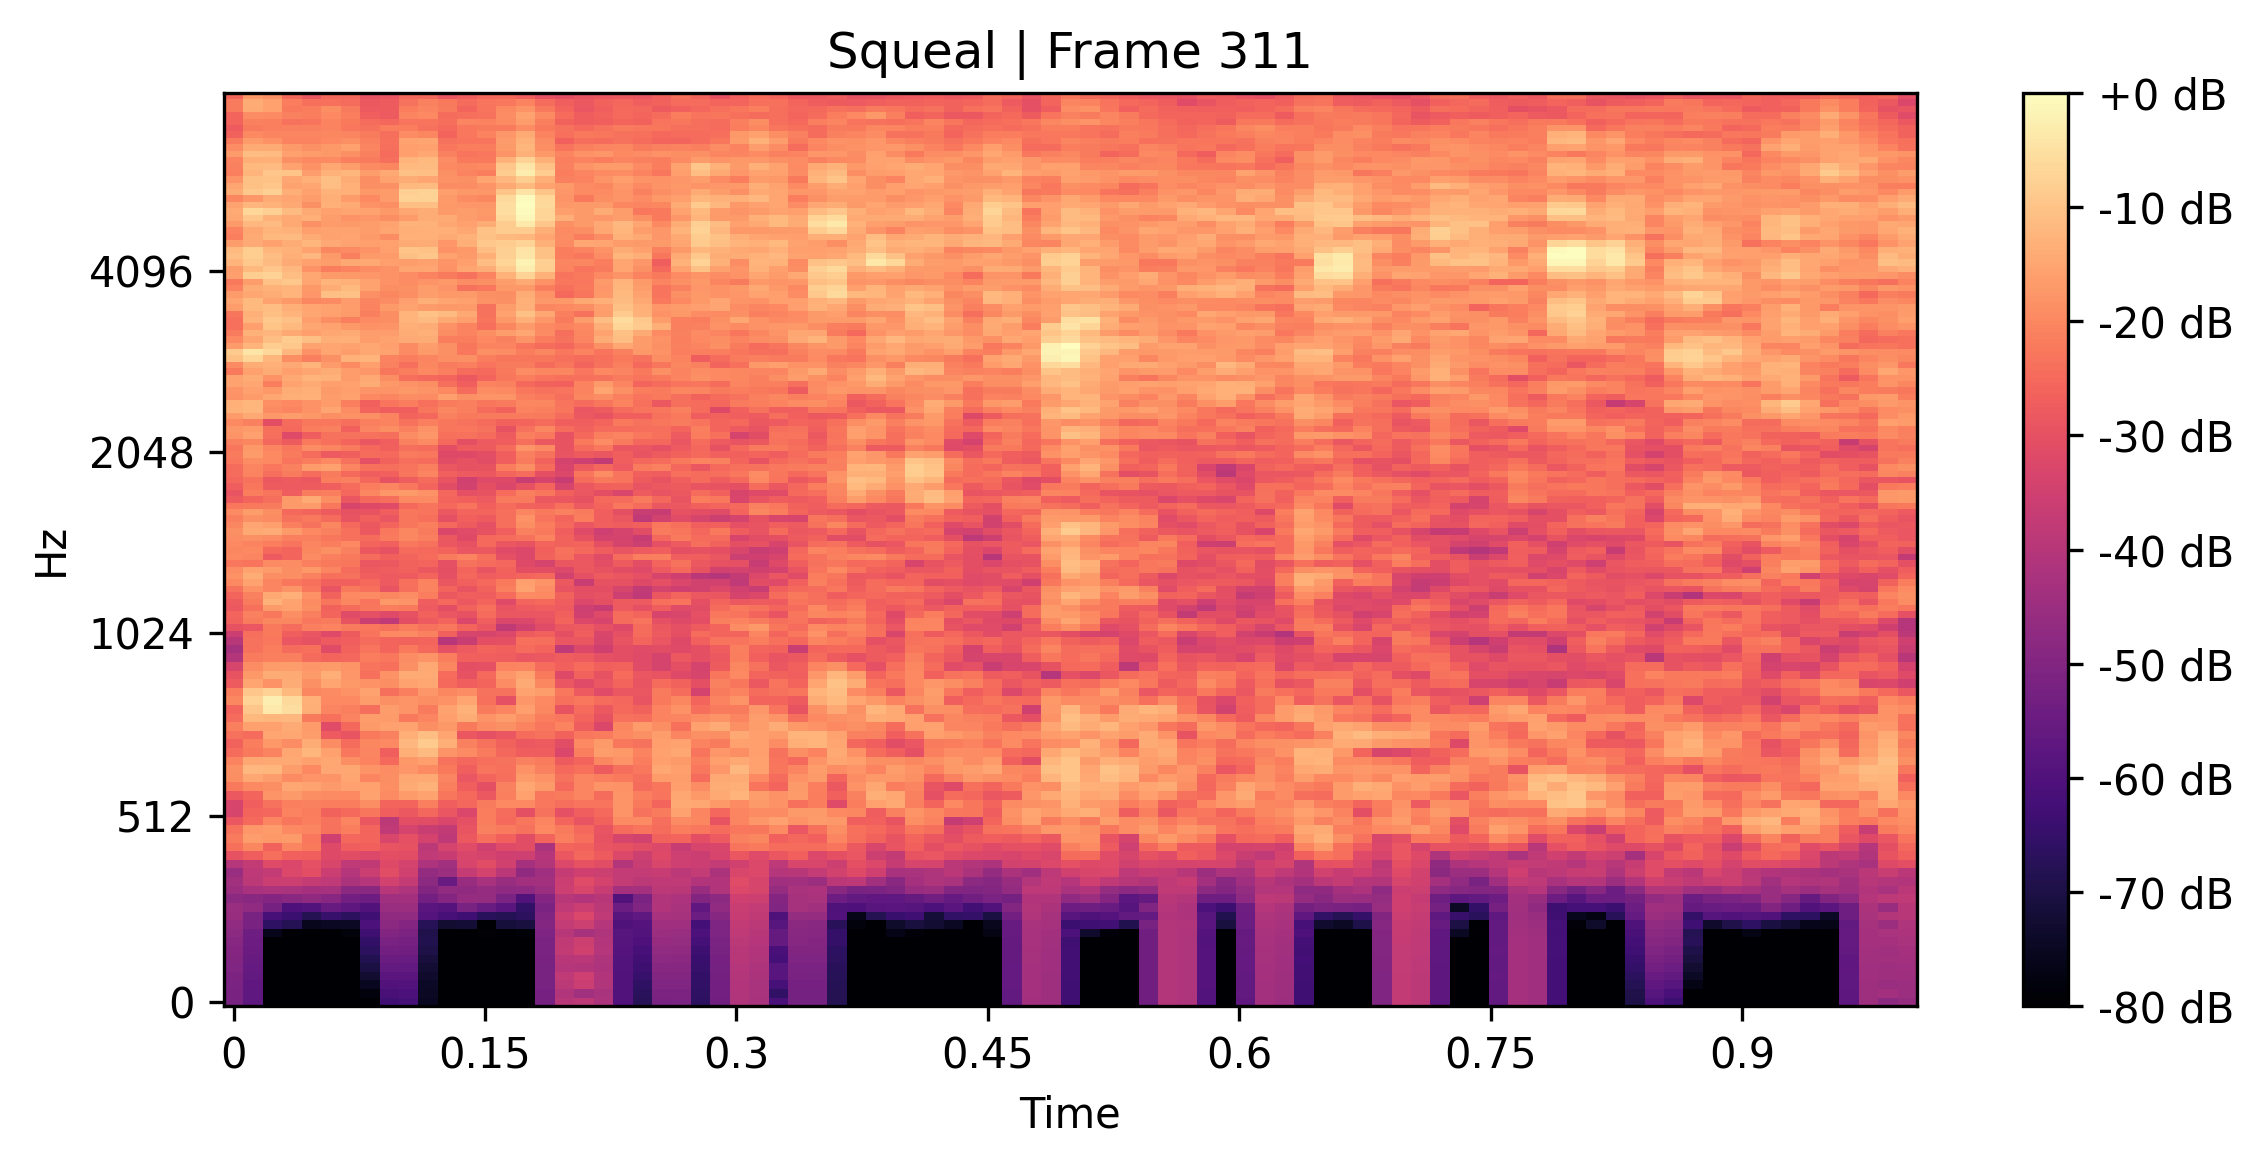 Squeal | Frame 311
Hz
4096
2048
1024
512
0
0 0.15 0.3 0.45 0.6 0.75 0.9
Time
+0 dB
-10 dB
-20 dB
-30 dB
-40 dB
-50 dB
-60 dB
-70 dB
-80 dB